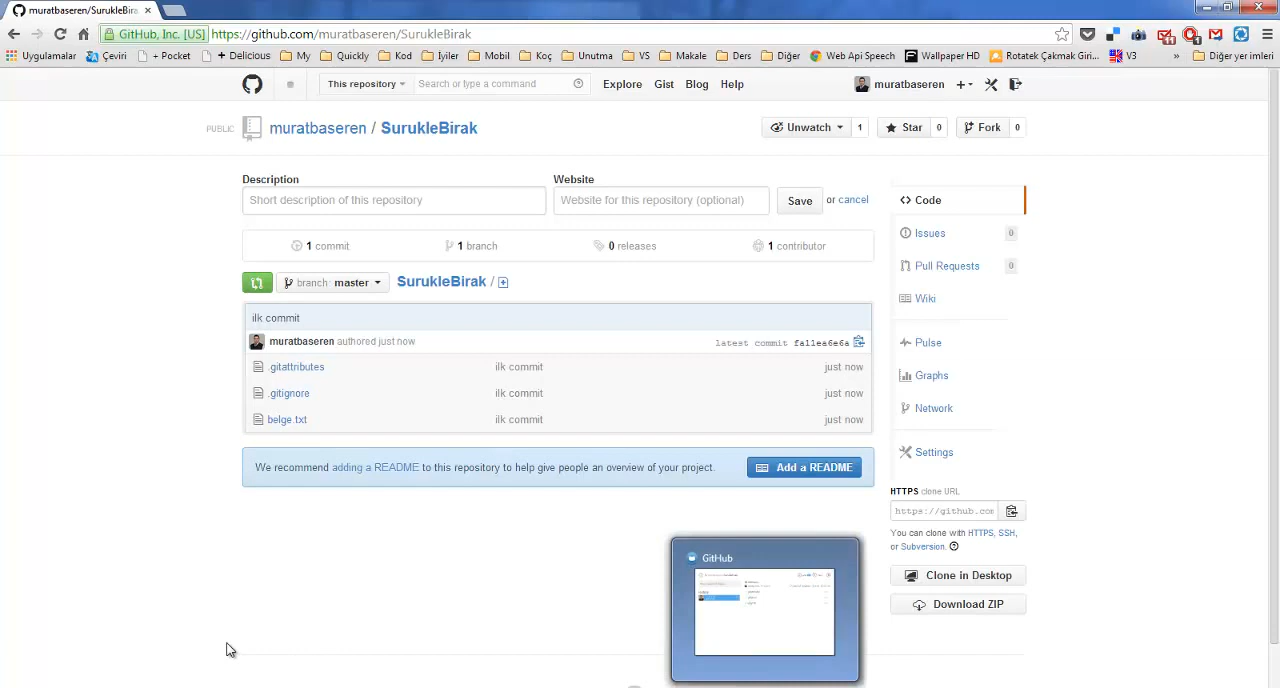 muratbaseren/SurukleBira
GitHub, Inc. [US] https://github.com/muratbaseren/SurukleBirak
Uygulamalar Çeviri + Pocket + Delicious My Quickly Kodcu İyiler Mobil Koç Unutma VS Makale Ders Diğer Web Api Speech Wallpaper HD Rotatek Çakmak Giri... V3 » Diğer yer imleri
This repository Search or type a command Explore Gist Blog Help muratbaseren
PUBLIC muratbaseren / SurukleBirak Unwatch 1 Star 0 Fork 0
Description Website
Short description of this repository Website for this repository (optional) Save or cancel
1 commit 1 branch 0 releases 1 contributor
branch: master SurukleBirak /
ilk commit
muratbaseren authored just now latest commit fa11ea6e6a
.gitattributes ilk commit just now
.gitignore ilk commit just now
belge.txt ilk commit just now
We recommend adding a README to this repository to help give people an overview of your project. Add a README
Code
Issues 0
Pull Requests 0
Wiki
Pulse
Graphs
Network
Settings
HTTPS clone URL
https://github.com
You can clone with HTTPS, SSH,
or Subversion.
Clone in Desktop
Download ZIP
GitHub